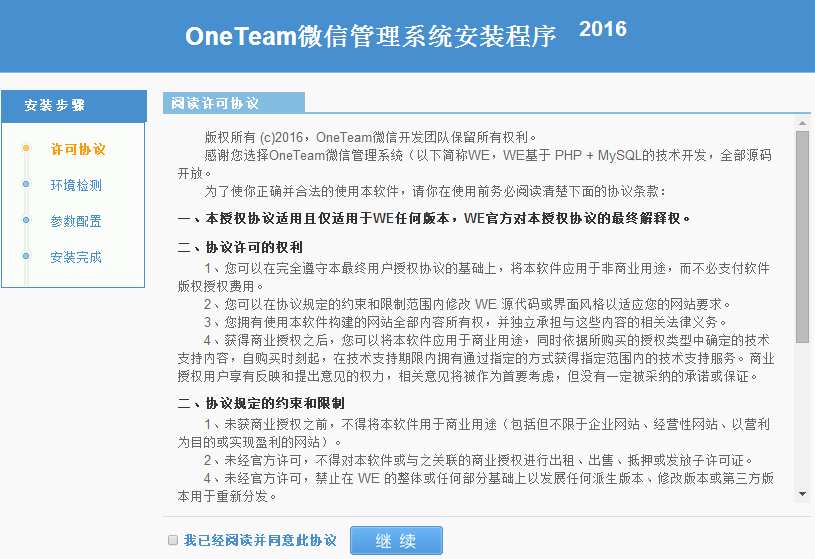 OneTeam微信管理系统安装程序 2016
安装步骤
许可协议
环境检测
参数配置
安装完成
阅读许可协议
版权所有 (c)2016，OneTeam微信开发团队保留所有权利。
感谢您选择OneTeam微信管理系统（以下简称WE，WE基于 PHP + MySQL的技术开发，全部源码
开放。
为了使你正确并合法的使用本软件，请你在使用前务必阅读清楚下面的协议条款：
一、本授权协议适用且仅适用于WE任何版本，WE官方对本授权协议的最终解释权。
二、协议许可的权利
1、您可以在完全遵守本最终用户授权协议的基础上，将本软件应用于非商业用途，而不必支付软件
版权授权费用。
2、您可以在协议规定的约束和限制范围内修改 WE 源代码或界面风格以适应您的网站要求。
3、您拥有使用本软件构建的网站全部内容所有权，并独立承担与这些内容的相关法律义务。
4、获得商业授权之后，您可以将本软件应用于商业用途，同时依据所购买的授权类型中确定的技术
支持内容，自购买时刻起，在技术支持期限内拥有通过指定的方式获得指定范围内的技术支持服务。商业
授权用户享有反映和提出意见的权力，相关意见将被作为首要考虑，但没有一定被采纳的承诺或保证。
二、协议规定的约束和限制
1、未获商业授权之前，不得将本软件用于商业用途（包括但不限于企业网站、经营性网站、以营利
为目的或实现盈利的网站）。
2、未经官方许可，不得对本软件或与之关联的商业授权进行出租、出售、抵押或发放子许可证。
4、未经官方许可，禁止在 WE 的整体或任何部分基础上以发展任何派生版本、修改版本或第三方版
本用于重新分发。
我已经阅读并同意此协议
继 续